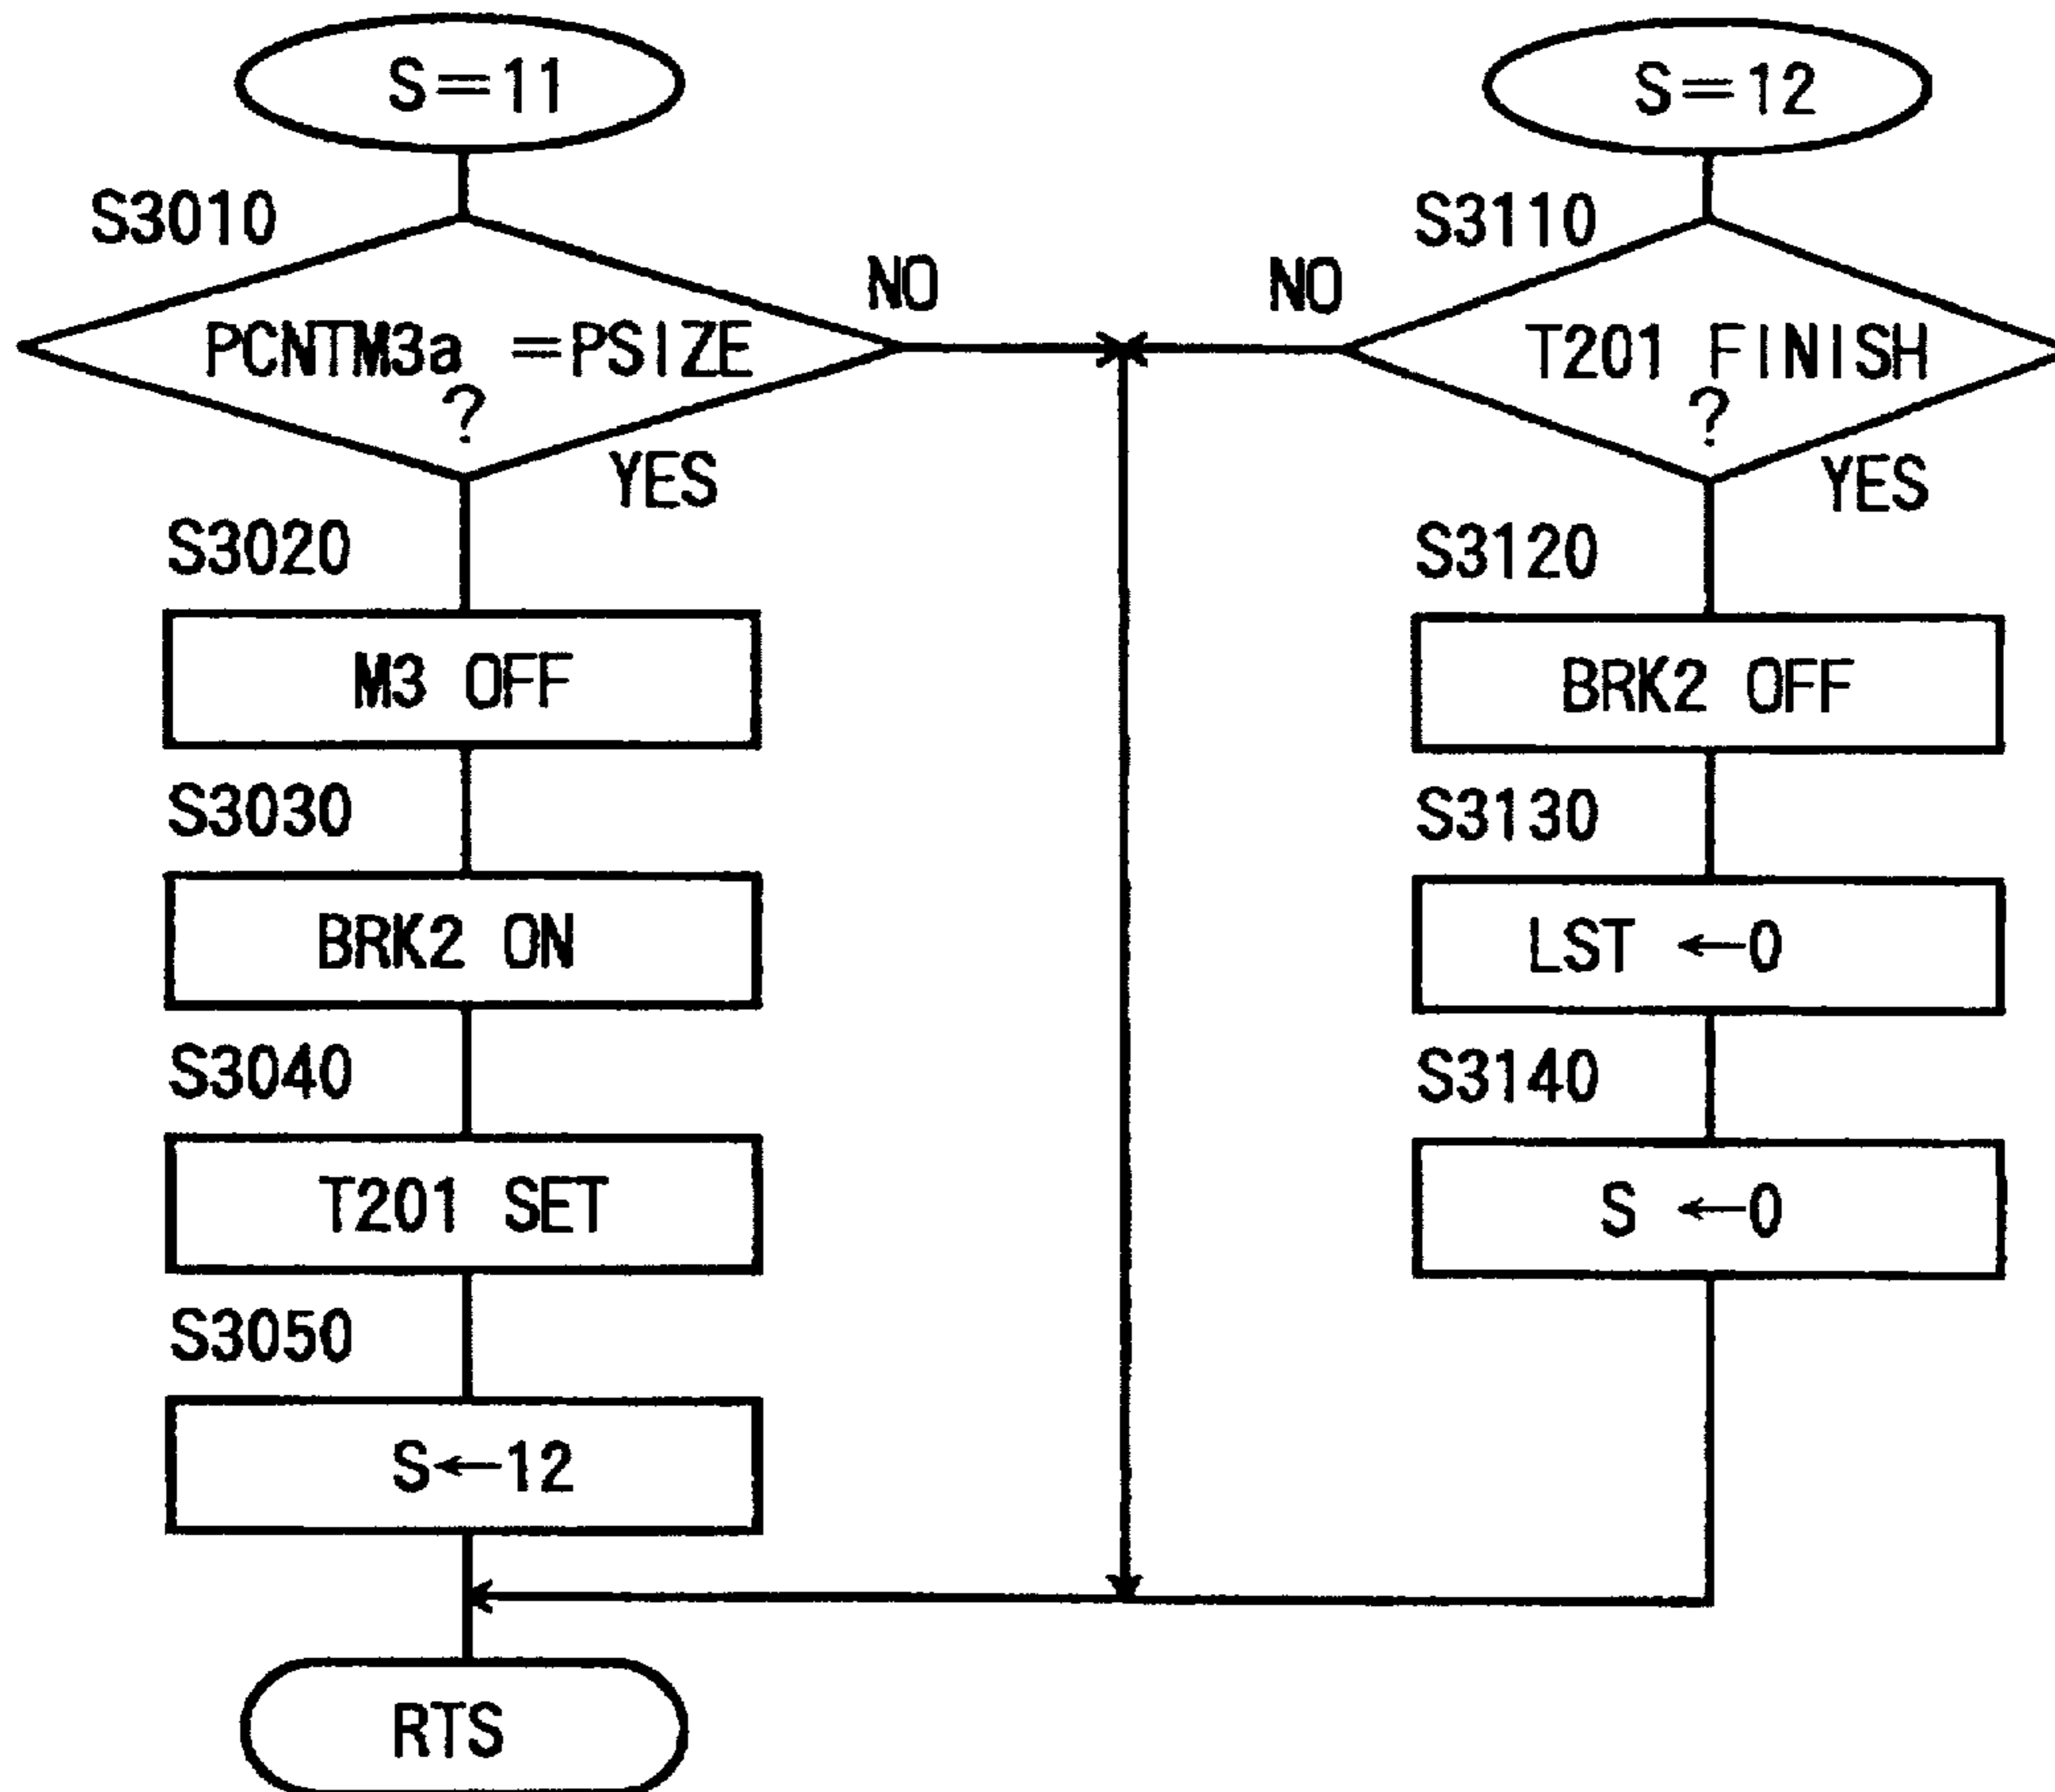 S=11
S3010
PCNTM3a =PSIZE
?
NO
YES
S3020
M3 OFF
S3030
BRK2 ON
S3040
T201 SET
S3050
S←12
RTS
S=12
S3110
NO
T201 FINISH
?
YES
S3120
BRK2 OFF
S3130
LST ←0
S3140
S ←0